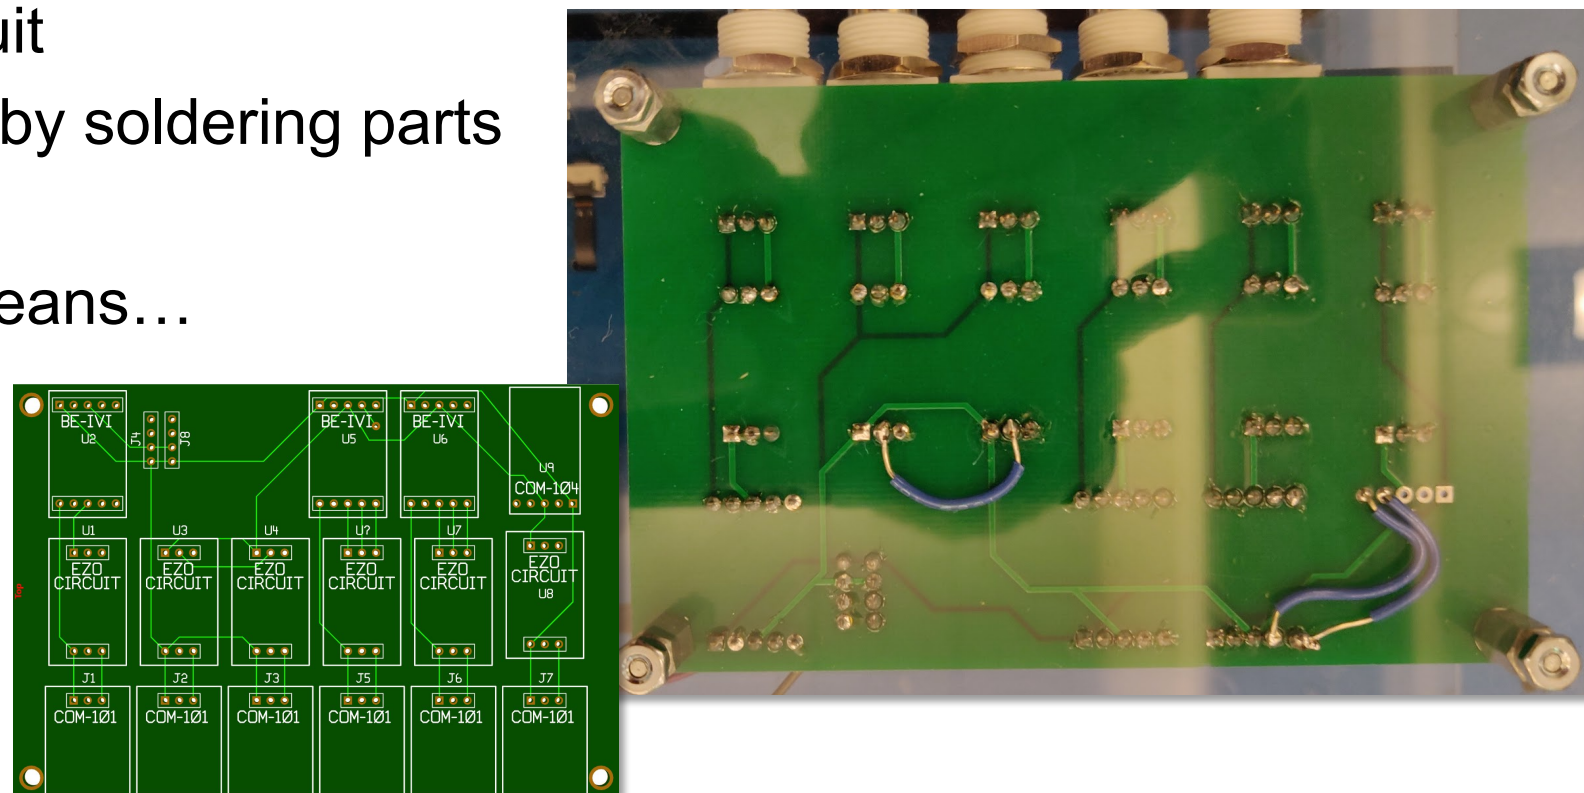 uit
by soldering parts
eans…
BE-IVI
U2
J4
J8
BE-IVI
U5
BE-IVI
U6
U9
COM-104
U1
U3
U4
U?
U7
EZO
CIRCUIT
EZO
CIRCUIT
EZO
CIRCUIT
EZO
CIRCUIT
EZO
CIRCUIT
EZO
CIRCUIT
U8
Top
J1
J2
J3
J5
J6
J7
COM-101
COM-101
COM-101
COM-101
COM-101
COM-101